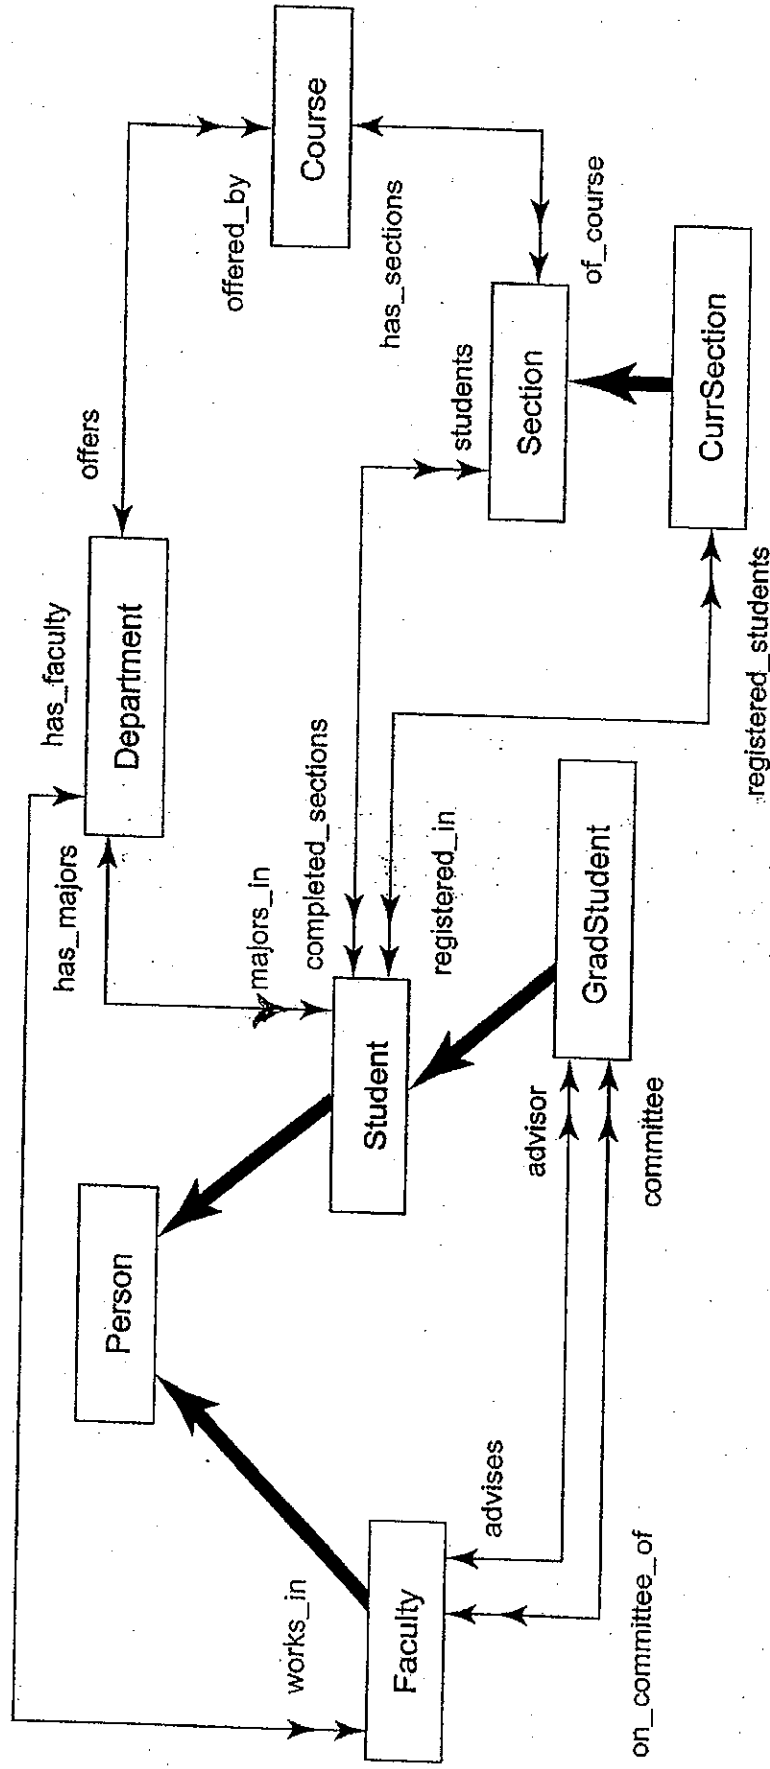 works_in
has_faculty
Department
offers
has_majors
Person
majors_in
offered_by
Course
Faculty
advises
Student
completed_sections
students
has_sections
registered_in
Section
of_course
advisor
GradStudent
committee
on_committee_of
CurrSection
registered_students